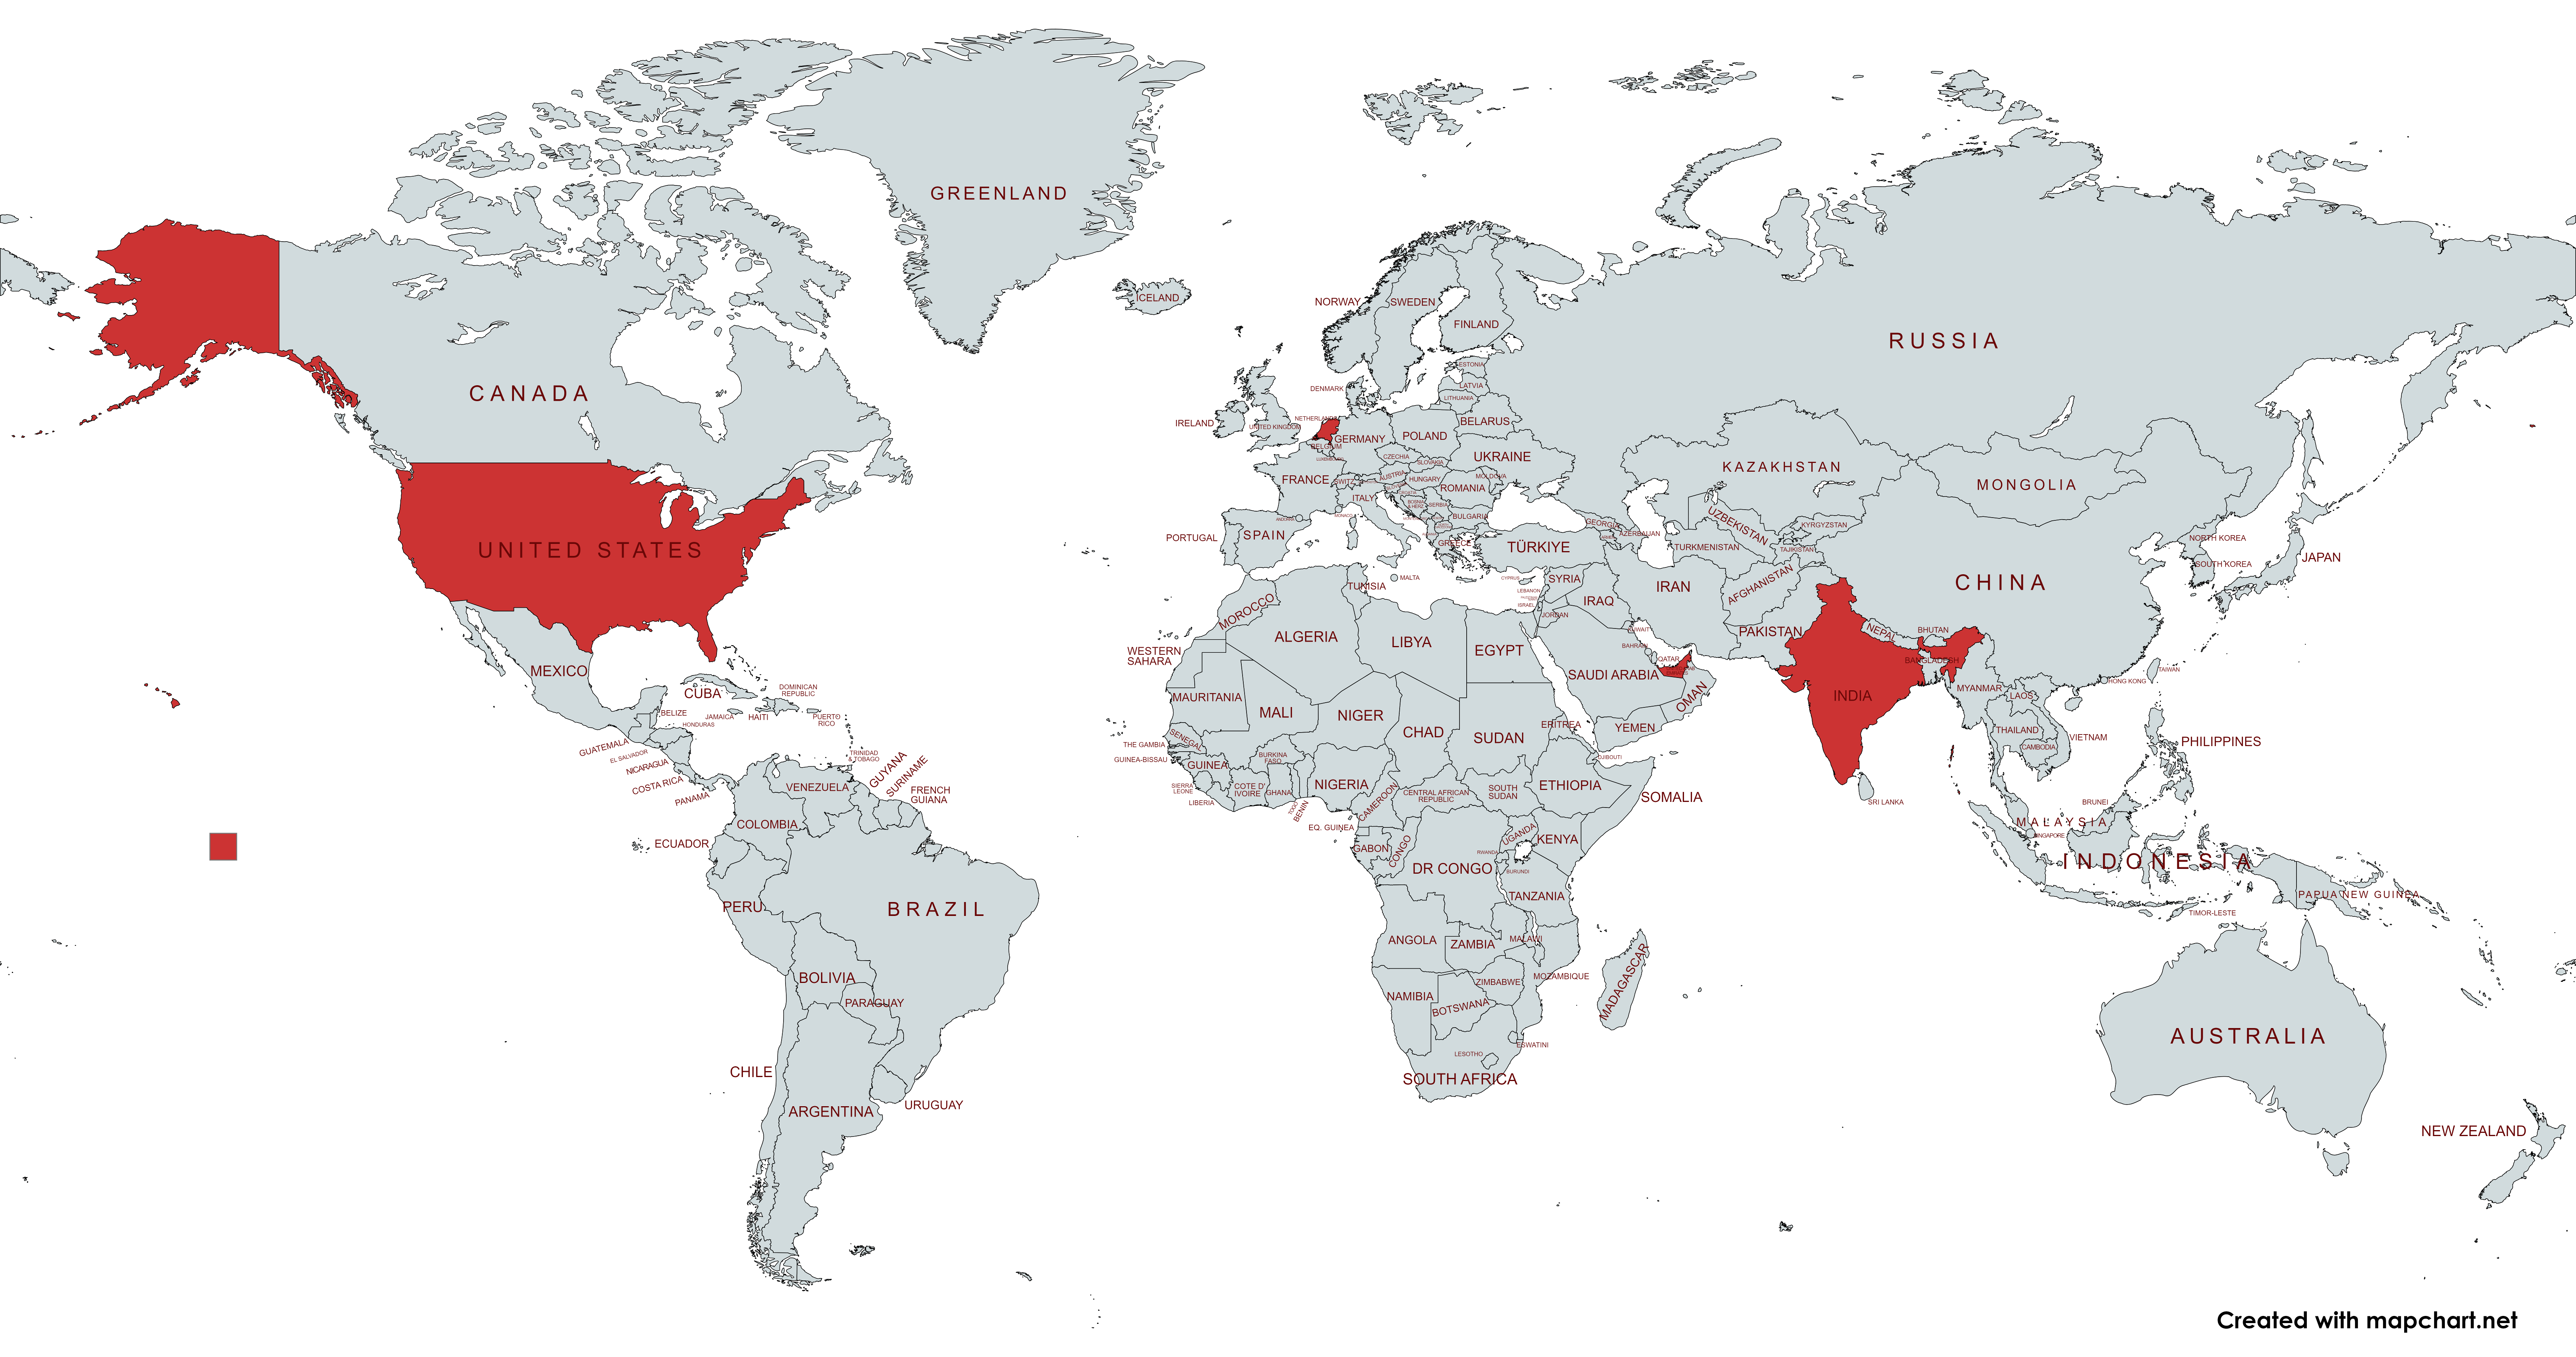 GREENLAND
ICELAND
NORWAY
SWEDEN
FINLAND
RUSSIA
CANADA
ESTONIA
LATVIA
LITHUANIA
DENMARK
IRELAND
UNITED KINGDOM
NETHERLANDS
BELGIUM
LUXEMBOURG
GERMANY
POLAND
BELARUS
UKRAINE
CZECHIA
SLOVAKIA
FRANCE
SWITZ.
AUSTRIA
HUNGARY
MOLDOVA
ROMANIA
ITALY
BOSNIA
& HERZ.
SERBIA
BULGARIA
MONACO
ANDORRA
PORTUGAL
SPAIN
GREECE
TÜRKIYE
GEORGIA
AZERBAIJAN
KAZAKHSTAN
UZBEKISTAN
KYRGYZSTAN
TURKMENISTAN
TAJIKISTAN
MONGOLIA
NORTH KOREA
SOUTH KOREA
JAPAN
CHINA
UNITED STATES
MALTA
TUNISIA
CYPRUS
SYRIA
LEBANON
ISRAEL
JORDAN
IRAQ
IRAN
AFGHANISTAN
PAKISTAN
NEPAL
BHUTAN
BANGLADESH
INDIA
MOROCCO
ALGERIA
LIBYA
EGYPT
KUWAIT
BAHRAIN
QATAR
SAUDI ARABIA
OMAN
YEMEN
WESTERN
SAHARA
MAURITANIA
MALI
NIGER
CHAD
SUDAN
ERITREA
DJIBOUTI
MEXICO
CUBA
DOMINICAN
REPUBLIC
BELIZE
JAMAICA
HAITI
PUERTO
RICO
HONDURAS
GUATEMALA
EL SALVADOR
NICARAGUA
COSTA RICA
PANAMA
TRINIDAD
& TOBAGO
VENEZUELA
GUYANA
SURINAME
FRENCH
GUIANA
COLOMBIA
ECUADOR
PERU
BRAZIL
BOLIVIA
PARAGUAY
CHILE
ARGENTINA
URUGUAY
THE GAMBIA
SENEGAL
GUINEA-BISSAU
GUINEA
SIERRA
LEONE
LIBERIA
COTE D'
IVOIRE
BURKINA
FASO
GHANA
TOGO
BENIN
NIGERIA
CAMEROON
CENTRAL AFRICAN
REPUBLIC
SOUTH
SUDAN
ETHIOPIA
SOMALIA
EQ. GUINEA
GABON
CONGO
DR CONGO
UGANDA
KENYA
RWANDA
BURUNDI
TANZANIA
ANGOLA
ZAMBIA
MALAWI
MOZAMBIQUE
ZIMBABWE
NAMIBIA
BOTSWANA
MADAGASCAR
ESWATINI
LESOTHO
SOUTH AFRICA
TAIWAN
HONG KONG
MYANMAR
LAOS
THAILAND
VIETNAM
CAMBODIA
PHILIPPINES
SRI LANKA
BRUNEI
MALAYSIA
SINGAPORE
INDONESIA
PAPUA NEW GUINEA
TIMOR-LESTE
AUSTRALIA
NEW ZEALAND
Created with mapchart.net